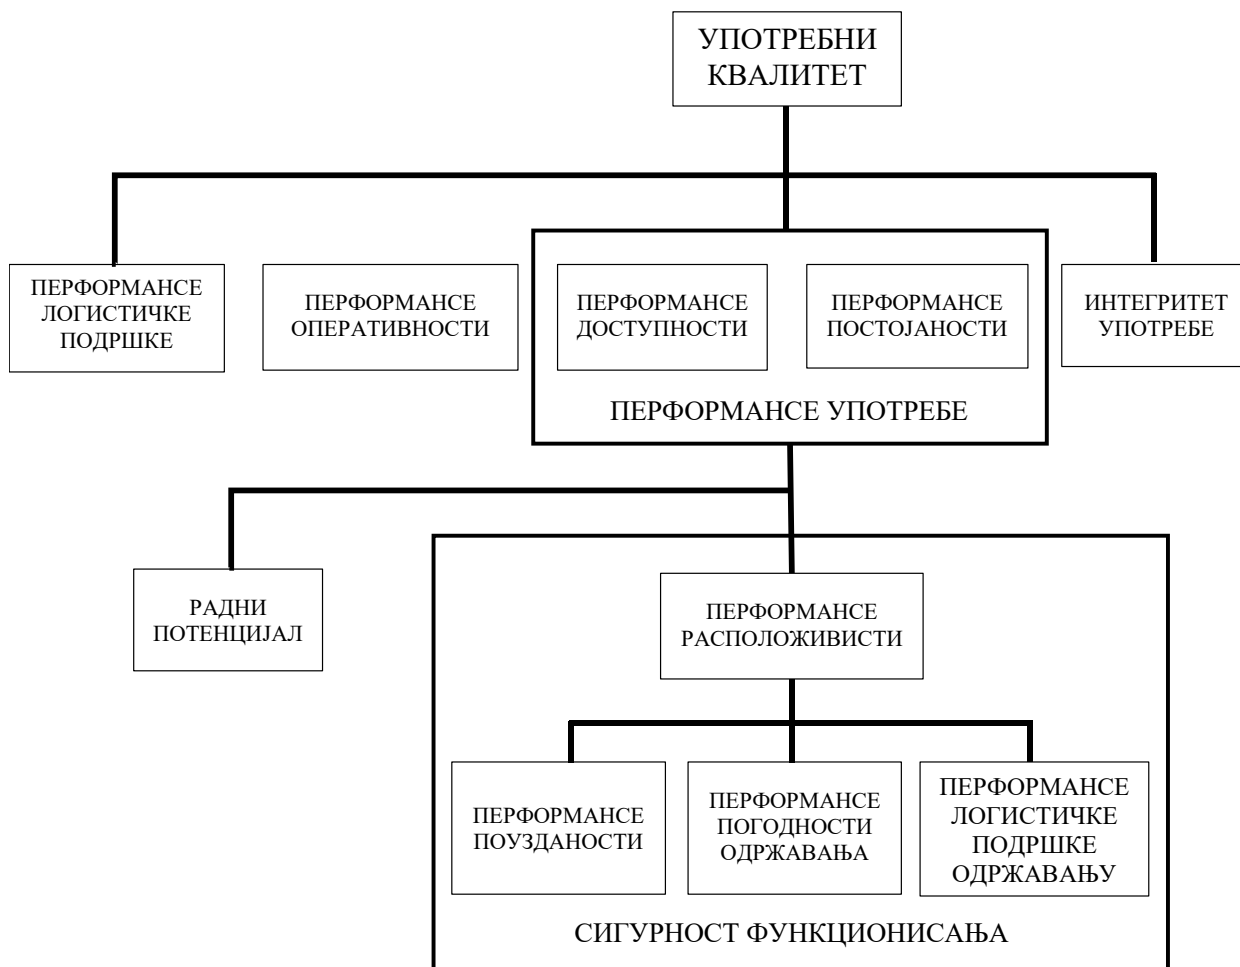 УПОТРЕБНИ
КВАЛИТЕТ
ПЕРФОРМАНСЕ
ЛОГИСТИЧКЕ
ПОДРШКЕ
ПЕРФОРМАНСЕ
ОПЕРАТИВНОСТИ
ПЕРФОРМАНСЕ
ДОСТУПНОСТИ
ПЕРФОРМАНСЕ
ПОСТОЈАНОСТИ
ИНТЕГРИТЕТ
УПОТРЕБЕ
ПЕРФОРМАНСЕ УПОТРЕБЕ
РАДНИ
ПОТЕНЦИЈАЛ
ПЕРФОРМАНСЕ
РАСПОЛОЖИВИСТИ
ПЕРФОРМАНСЕ
ПОУЗДАНОСТИ
ПЕРФОРМАНСЕ
ПОГОДНОСТИ
ОДРЖАВАЊА
ПЕРФОРМАНСЕ
ЛОГИСТИЧКЕ
ПОДРШКЕ
ОДРЖАВАЊУ
СИГУРНОСТ ФУНКЦИОНИСАЊА